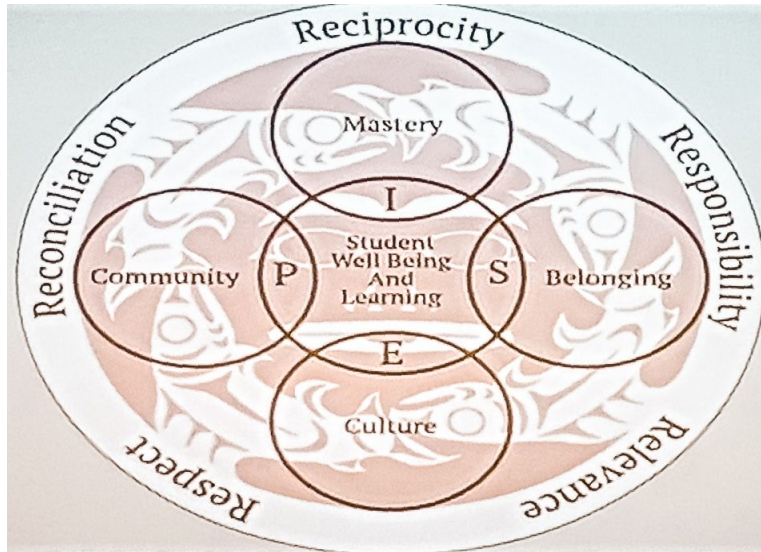 Reciprocity
Reconciliation
Responsibility
Mastery
I
Community
P
Student
Well Being
And
Learning
S
Belonging
E
Culture
Respect
Relevance